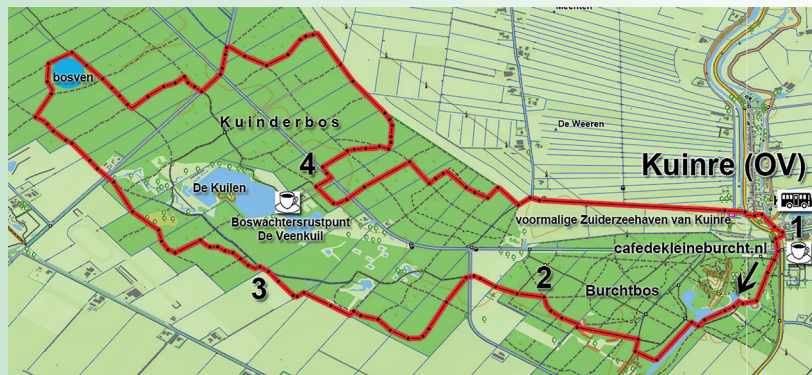 Meenten
bosven
Kuinderbos
De Weeren
4
Kuinre (OV)
De Kuilen
1
Boswachtersrustpunt
De Veenkuil
voormalige Zuiderzeehaven van Kuinre
cafedekleineburcht.nl
2
Burchtbos
3